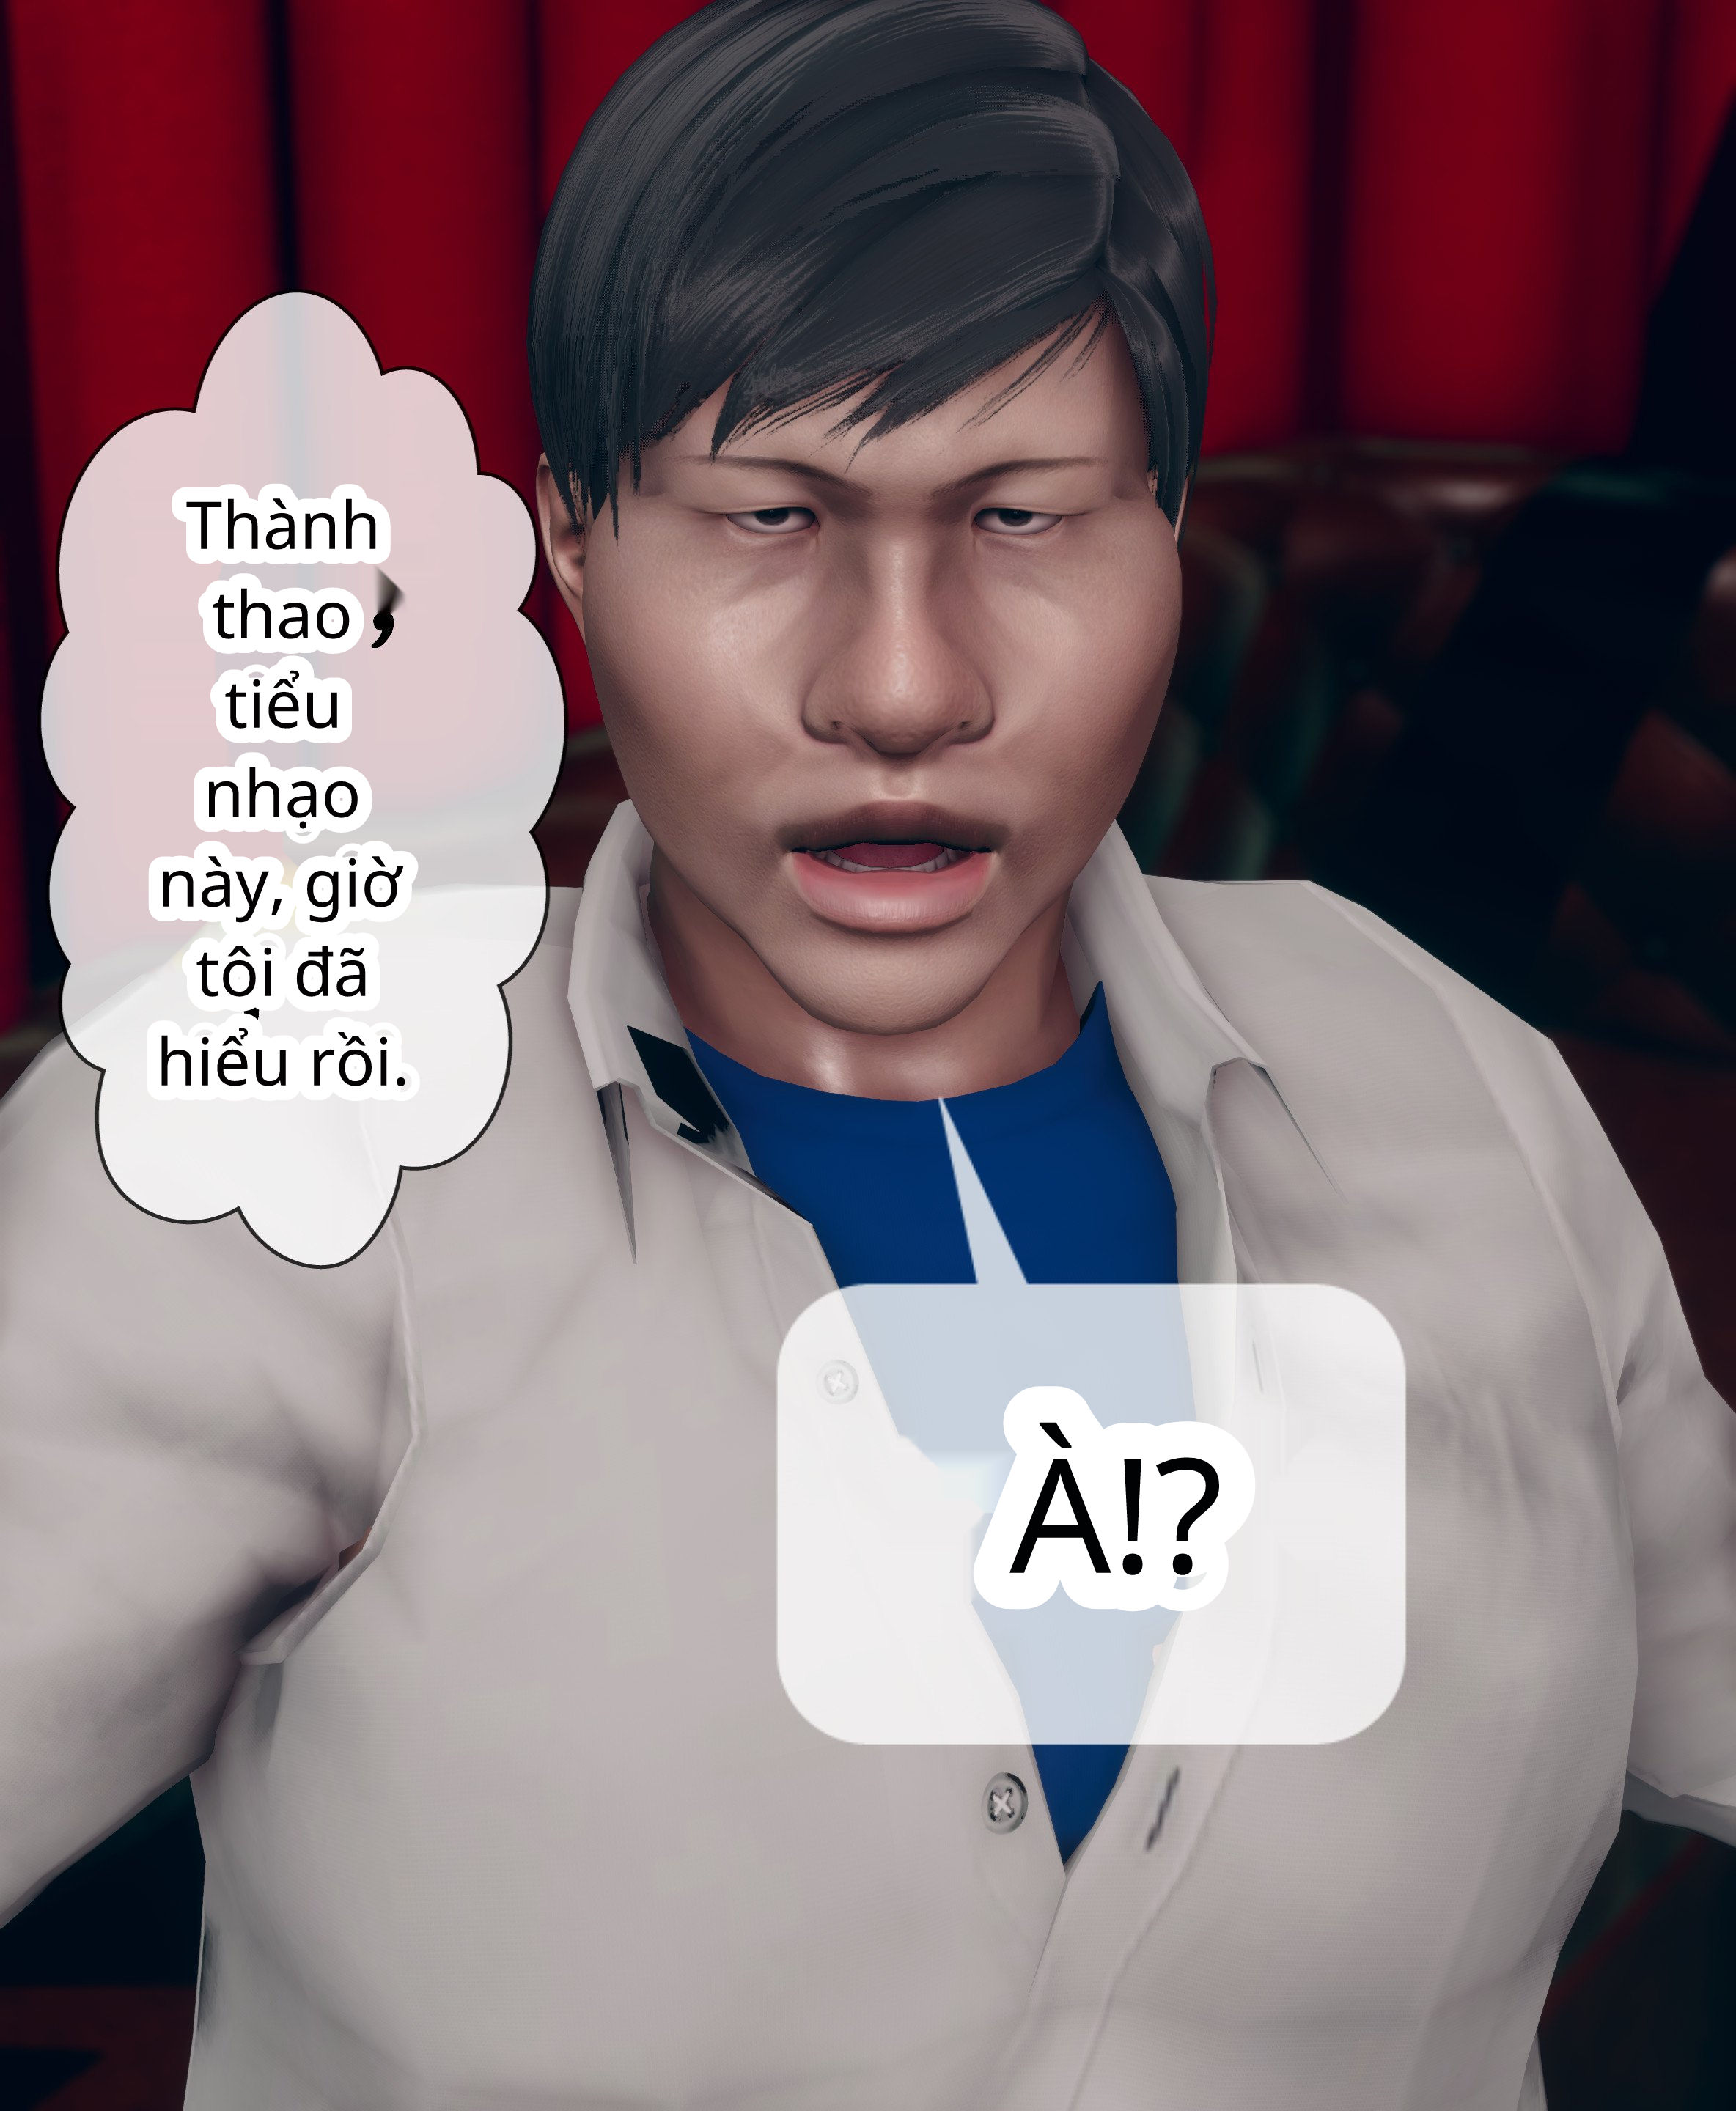 Thành
thao
tiểu
nhạo
này, giờ
tôi đã
hiểu rồi.
À!?